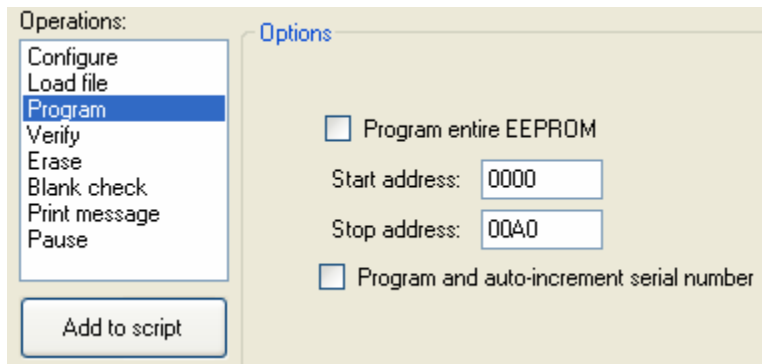 Operations:
Configure
Load file
Program
Verify
Erase
Blank check
Print message
Pause
Add to script
Options
Program entire EEPROM
Start address: 0000
Stop address: 00A0
Program and auto-increment serial number